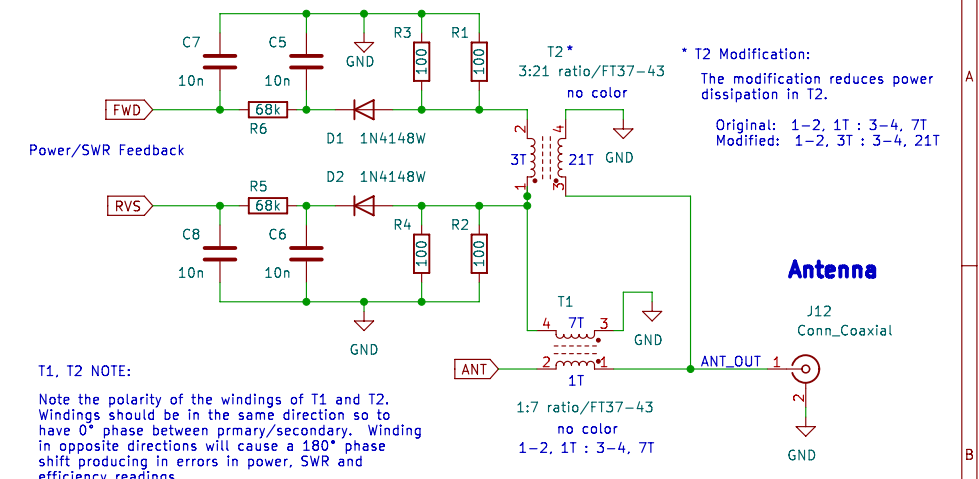 C7
10n
C5
10n
GND
R3
100
R1
100
T2 *
3:21 ratio/FT37-43
no color
* T2 Modification:
The modification reduces power
dissipation in T2.
Original: 1-2, 1T : 3-4, 7T
Modified: 1-2, 3T : 3-4, 21T
A
FWD
68k
R6
D1 1N4148W
2
4
3T
21T
1
3
GND
Power/SWR Feedback
D2 1N4148W
RVS
R5
68k
C8
10n
C6
10n
R4
100
R2
100
GND
Antenna
J12
Conn_Coaxial
T1
4
7T
3
GND
ANT
2
1
1T
ANT_OUT
1
2
GND
1:7 ratio/FT37-43
no color
1-2, 1T : 3-4, 7T
T1, T2 NOTE:
Note the polarity of the windings of T1 and T2.
Windings should be in the same direction so to
have 0° phase between prmary/secondary. Winding
in opposite directions will cause a 180° phase
shift producing in errors in power, SWR and
efficiency readings.
B